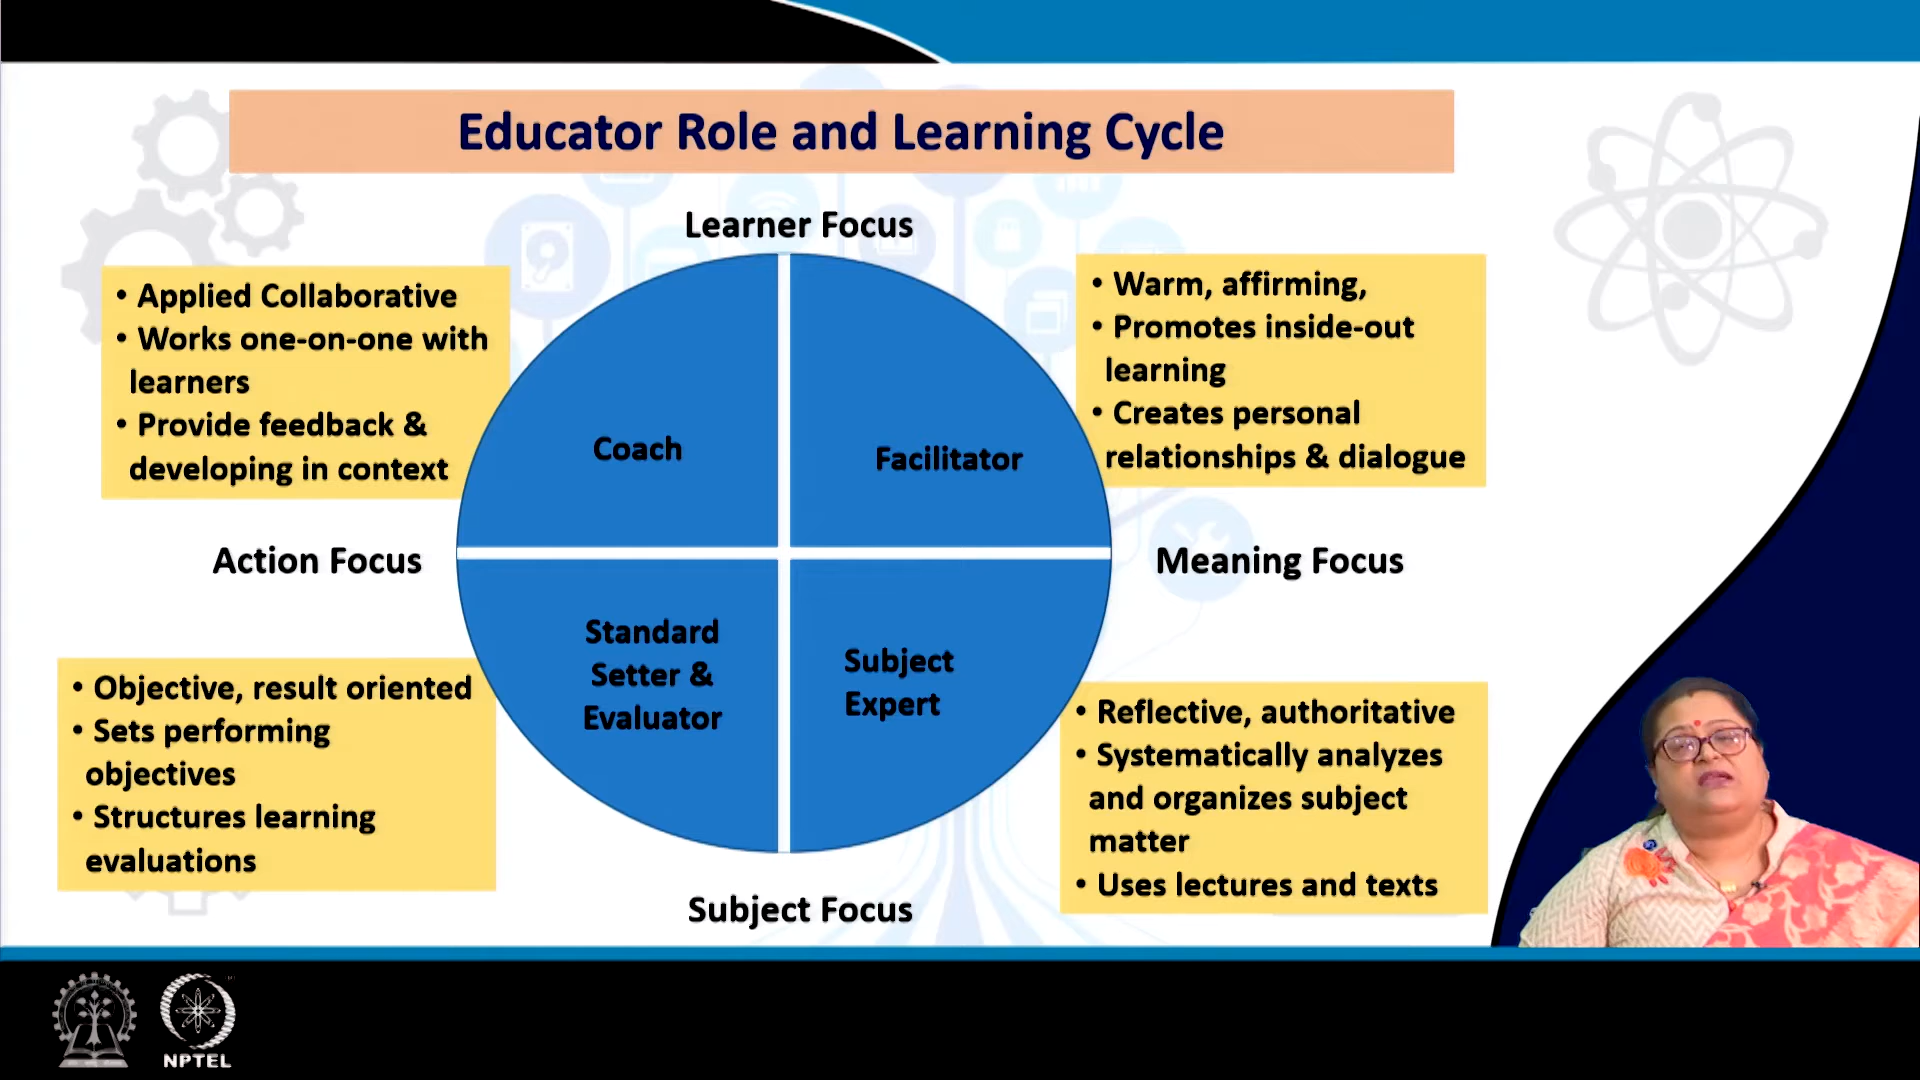 Educator Role and Learning Cycle
Learner Focus
• Applied Collaborative
• Works one-on-one with
learners
• Provide feedback &
developing in context
Coach
Facilitator
• Warm, affirming,
• Promotes inside-out
learning
• Creates personal
relationships & dialogue
Action Focus
Meaning Focus
• Objective, result oriented
• Sets performing
objectives
• Structures learning
evaluations
Standard
Setter &
Evaluator
Subject
Expert
• Reflective, authoritative
• Systematically analyzes
and organizes subject
matter
• Uses lectures and texts
Subject Focus
NPTEL